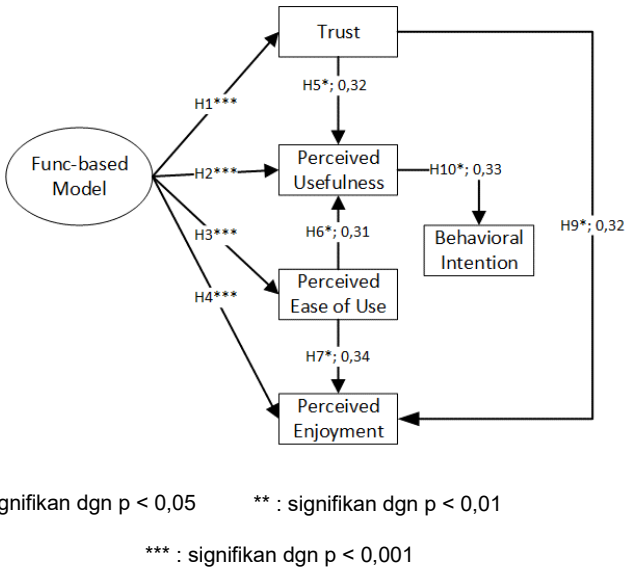 Trust
H5*; 0,32
H1***
Func-based
Model
H2***
Perceived
Usefulness
H10*; 0,33
H3***
H6*; 0,31
Behavioral
Intention
H9*; 0,32
H4***
Perceived
Ease of Use
H7*; 0,34
Perceived
Enjoyment
gnifikan dgn p < 0,05
** : signifikan dgn p < 0,01
*** : signifikan dgn p < 0,001